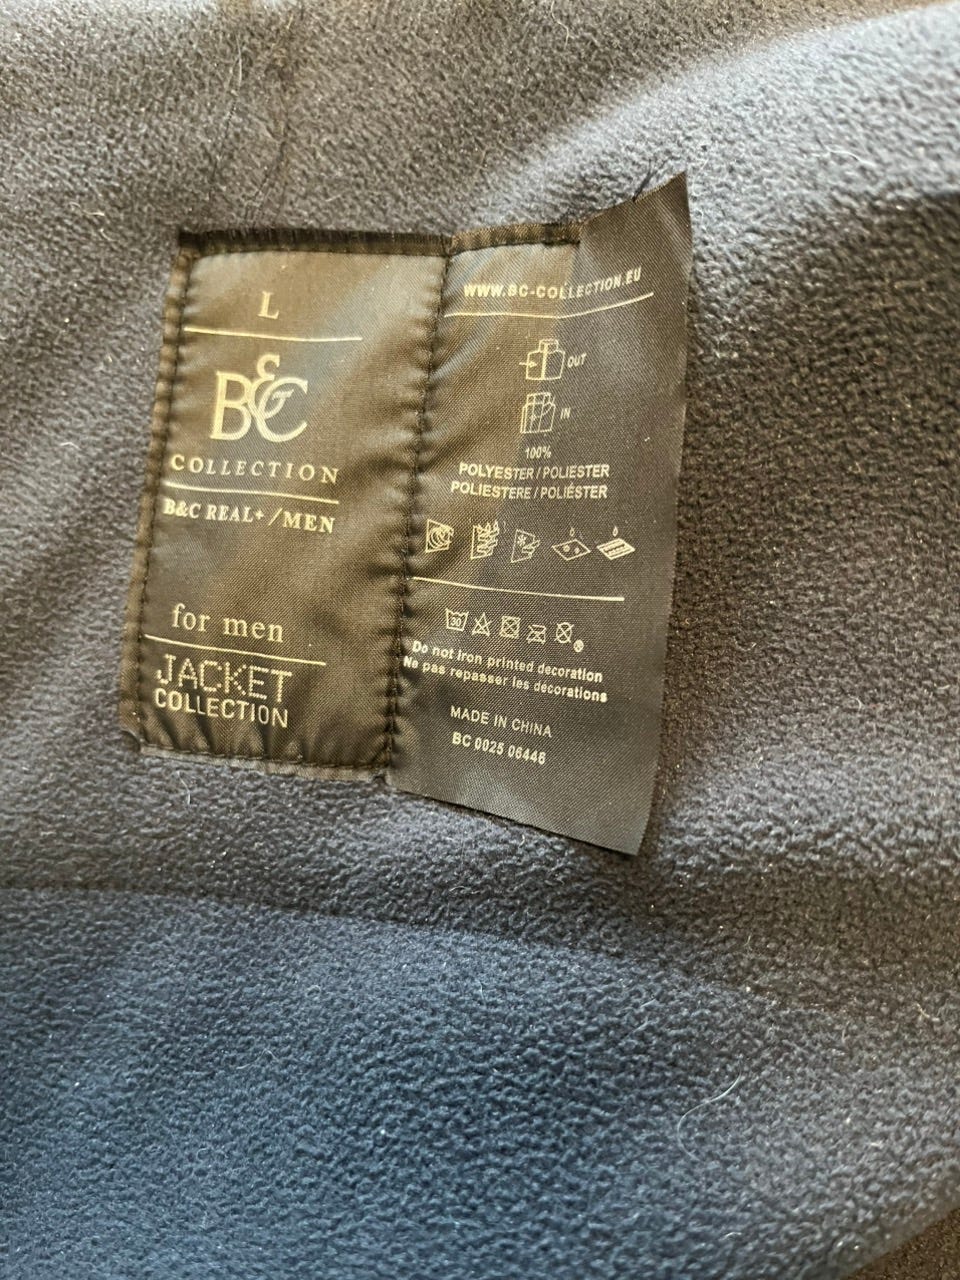 L
B&C
COLLECTION
B&C REAL+/MEN
for men
JACKET
COLLECTION
WWW.BC-COLLECTION.EU
OUT
IN
100%
POLYESTER / POLIESTER
POLIESTERE / POLIÉSTER
30
Do not iron printed decoration
Ne pas repasser les décorations
MADE IN CHINA
BC 0025 06446